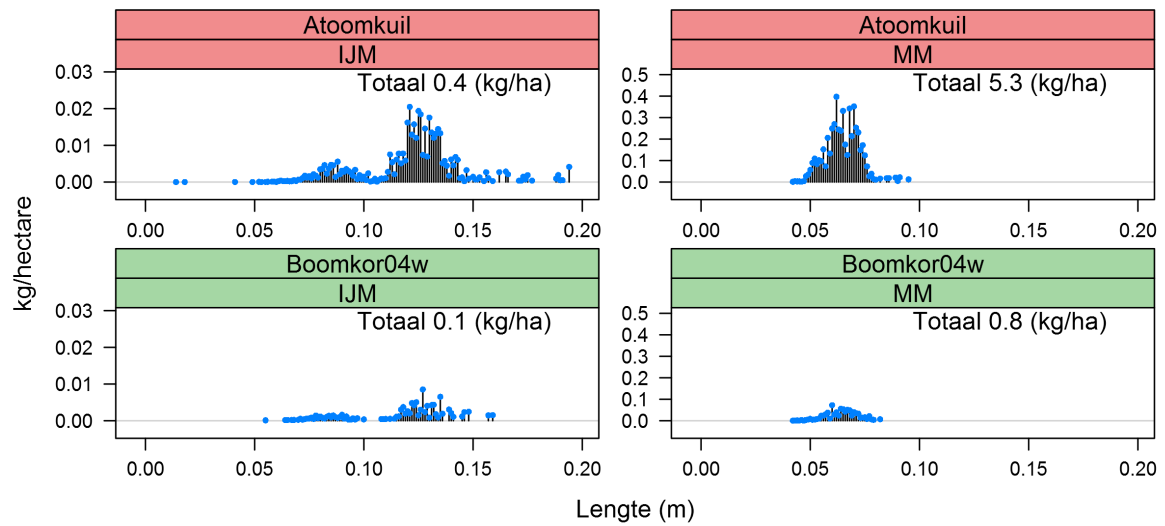 Atoomkuil
IJM
Totaal 0.4 (kg/ha)
0.03
0.02
0.01
0.00
0.00 0.05 0.10 0.15 0.20
Atoomkuil
MM
Totaal 5.3 (kg/ha)
0.5
0.4
0.3
0.2
0.1
0.0
0.00 0.05 0.10 0.15 0.20
kg/hectare
Boomkor04w
IJM
Totaal 0.1 (kg/ha)
0.03
0.02
0.01
0.00
0.00 0.05 0.10 0.15 0.20
Boomkor04w
MM
Totaal 0.8 (kg/ha)
0.5
0.4
0.3
0.2
0.1
0.0
0.00 0.05 0.10 0.15 0.20
Lengte (m)